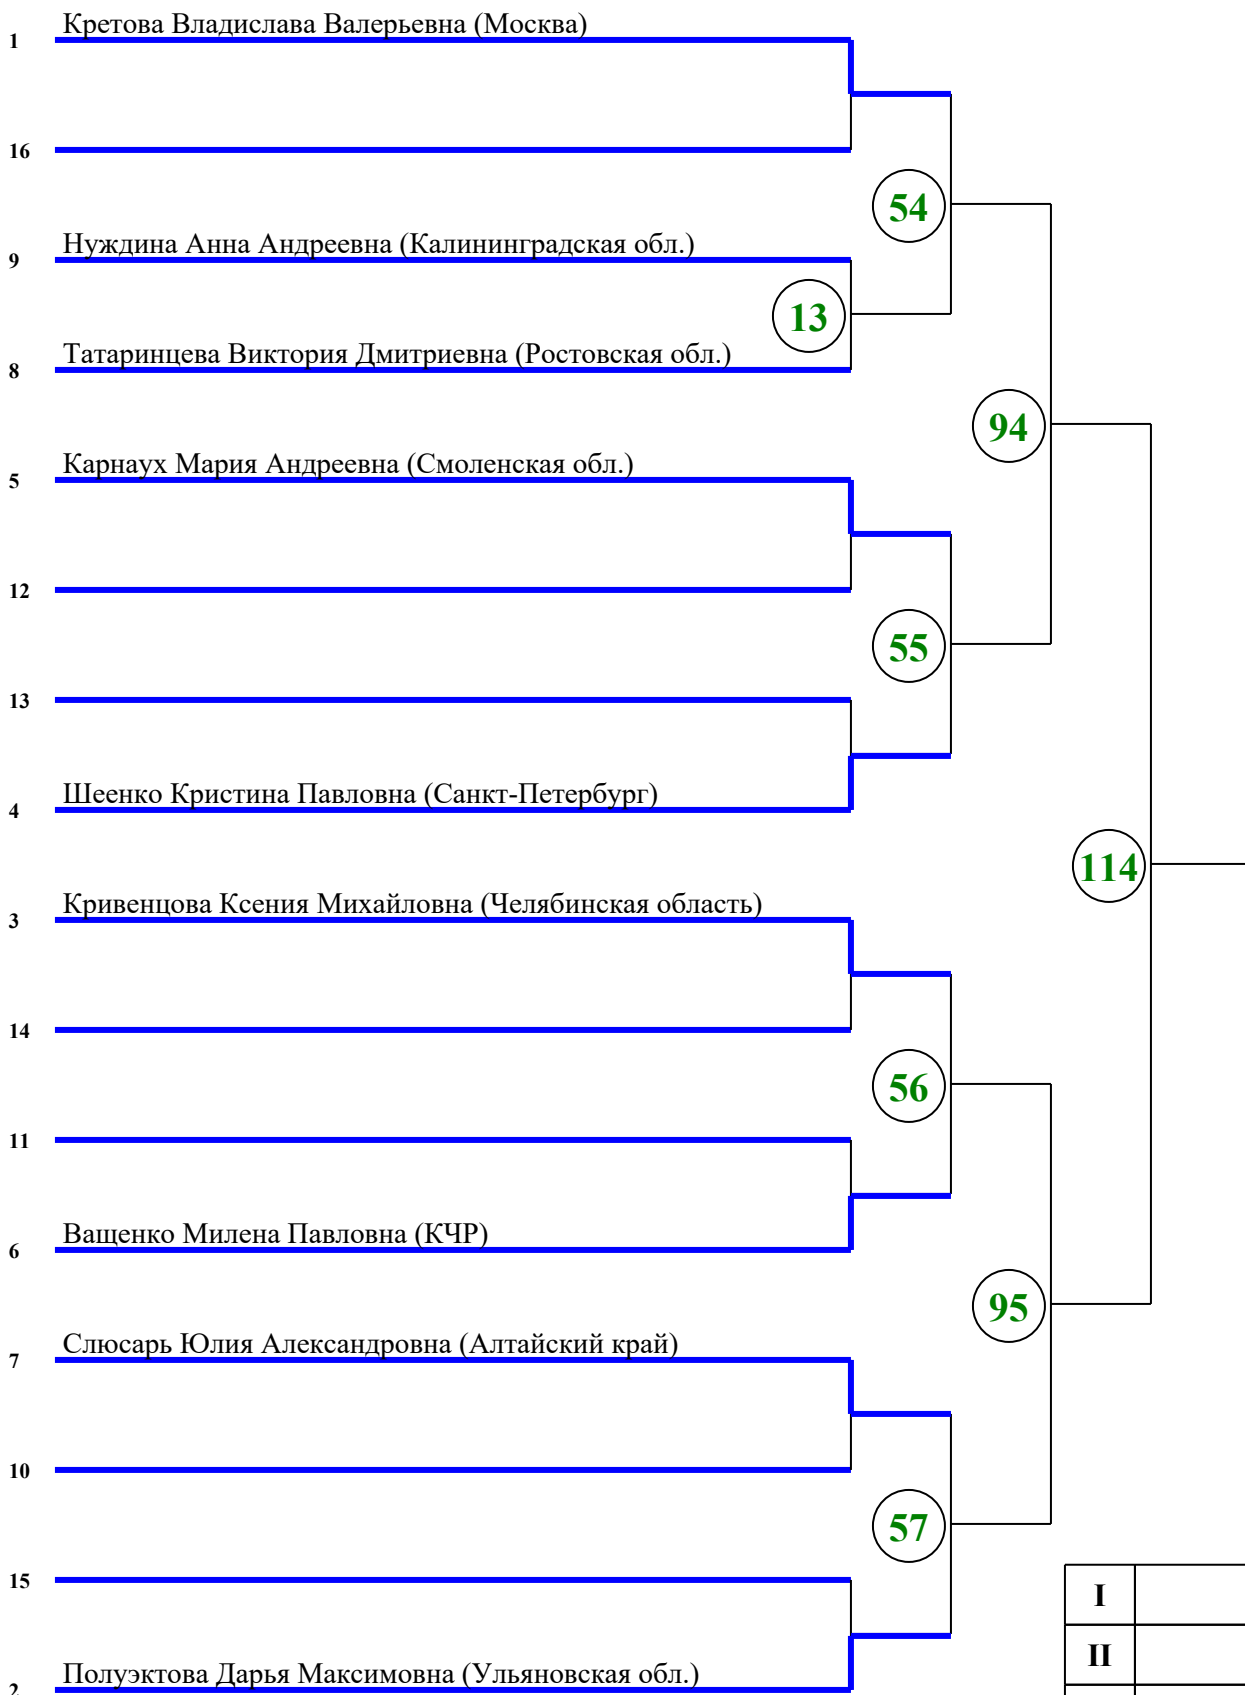 Кретова Владислава Валерьевна (Москва)
1
16
54
Нуждина Анна Андреевна (Калининградская обл.)
9
13
Татаринцева Виктория Дмитриевна (Ростовская обл.)
8
94
Карнаух Мария Андреевна (Смоленская обл.)
5
12
55
13
Шеенко Кристина Павловна (Санкт-Петербург)
4
114
Кривенцова Ксения Михайловна (Челябинская область)
3
14
56
11
Ващенко Милена Павловна (КЧР)
6
95
Слюсарь Юлия Александровна (Алтайский край)
7
10
57
15
I
II
Полуэктова Дарья Максимовна (Ульяновская обл.)
2